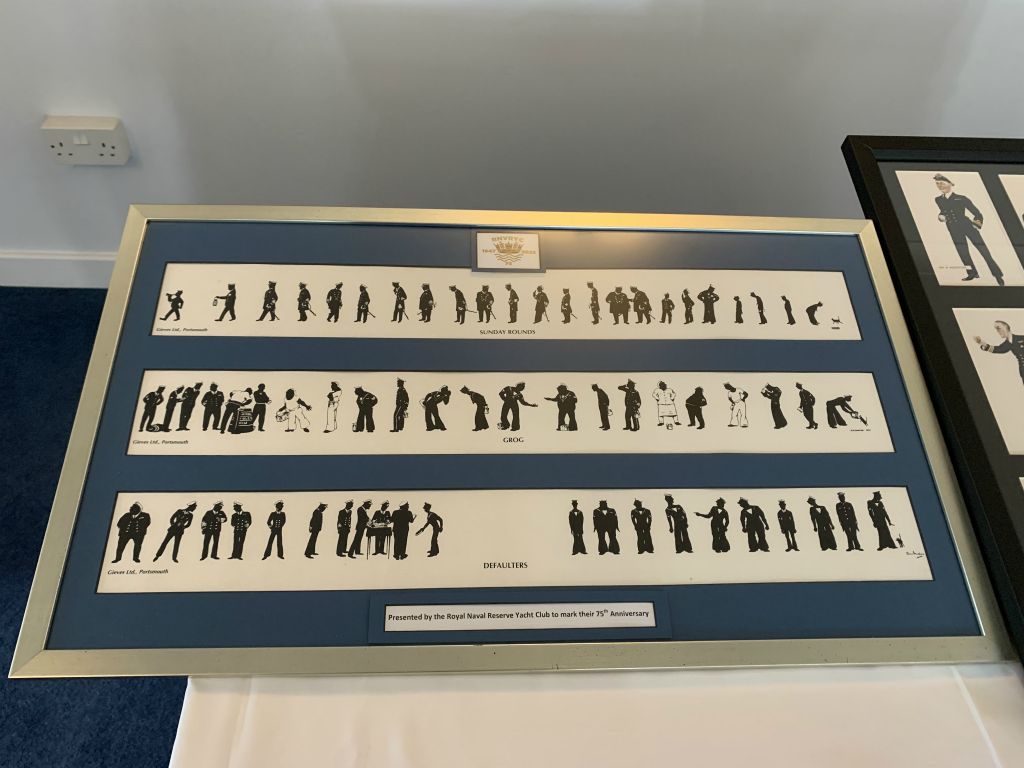 RNVRYC
1947 2022
75
Gieves Ltd., Portsmouth
SUNDAY ROUNDS
Gieves Ltd., Portsmouth
GROG
Gieves Ltd., Portsmouth
DEFAULTERS
Presented by the Royal Naval Reserve Yacht Club to mark their 75th Anniversary